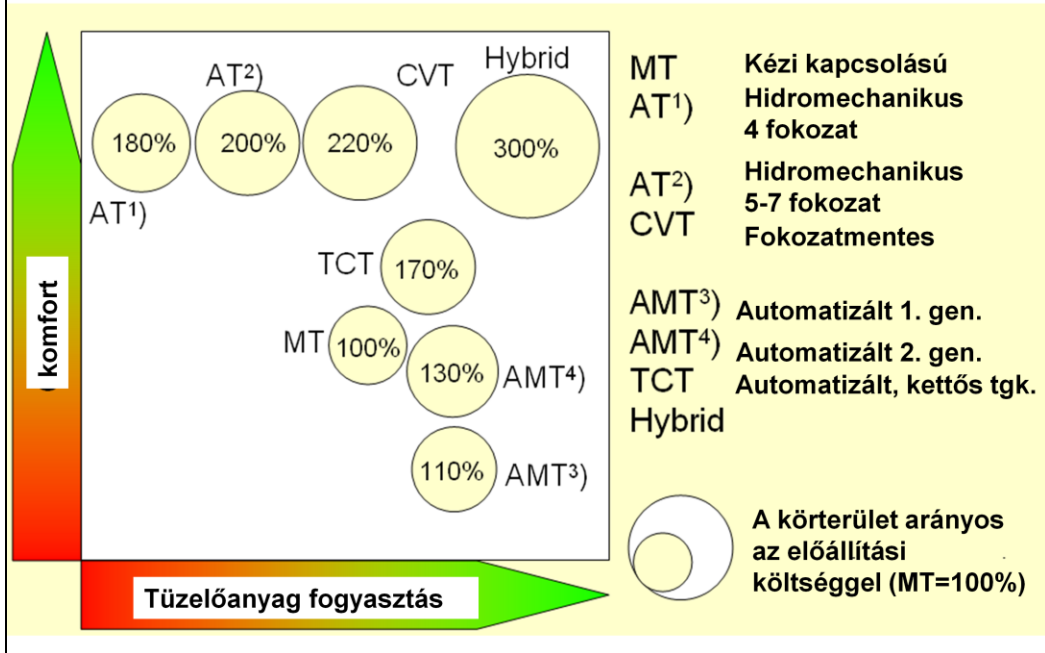 Hybrid
AT²)
CVT
180%
200%
220%
300%
AT¹)
TCT
170%
MT
100%
130%
AMT⁴)
110%
AMT³)
komfort
Tüzelőanyag fogyasztás
MT Kézi kapcsolású
AT¹) Hidromechanikus
4 fokozat
AT²) Hidromechanikus
5-7 fokozat
CVT Fokozatmentes
AMT³) Automatizált 1. gen.
AMT⁴) Automatizált 2. gen.
TCT Automatizált, kettős tgk.
Hybrid
A körterület arányos
az előállítási
költséggel (MT=100%)